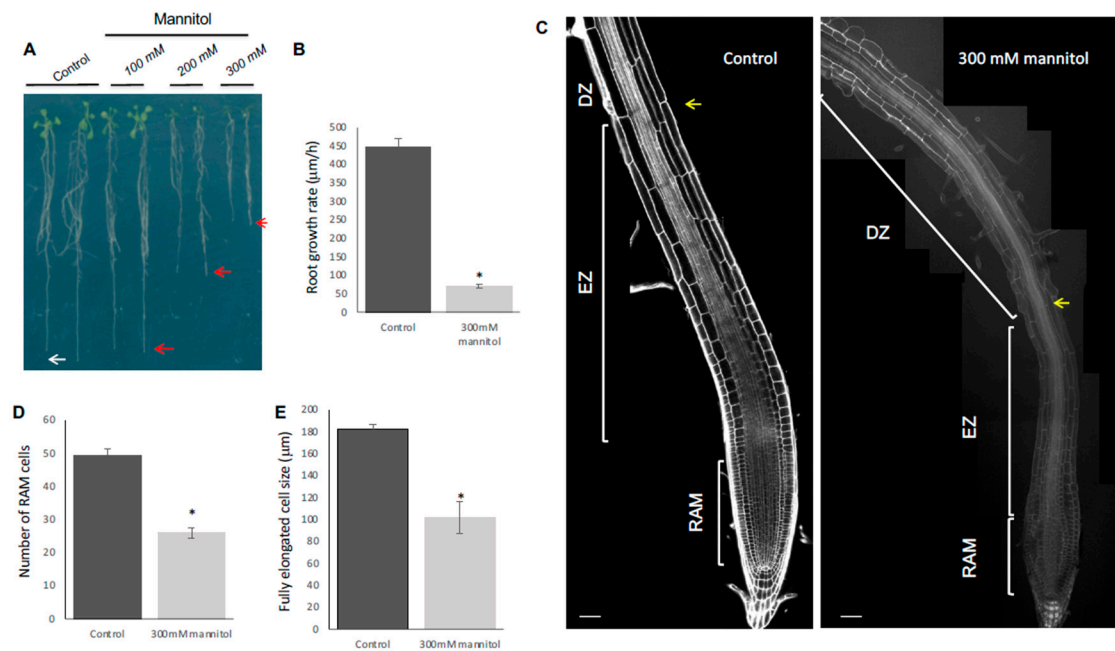 Mannitol
A
Control
100 mM
200 mM
300 mM
B
Root growth rate (µm/h)
500
450
400
350
300
250
200
150
100
50
0
*
Control
300mM
mannitol
C
Control
DZ
EZ
RAM
300 mM mannitol
DZ
EZ
RAM
D
Number of RAM cells
60
50
40
30
20
10
0
*
Control
300mM mannitol
E
Fully elongated cell size (µm)
200
180
160
140
120
100
80
60
40
20
0
*
Control
300mM mannitol